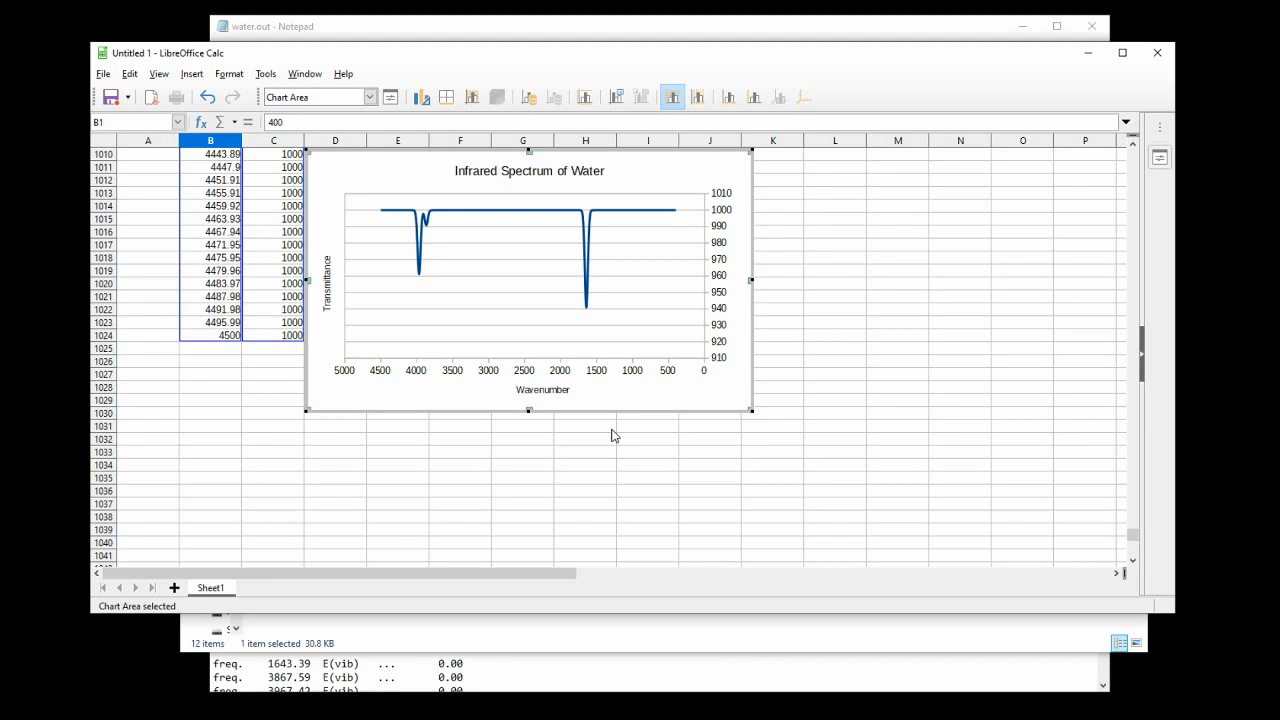 water.out - Notepad
Untitled 1 - LibreOffice Calc
File Edit View Insert Format Tools Window Help
Chart Area
B1 400
A B C D E F G H I J K L M N O P
1010 4443.89 1000
1011 4447.9 1000
1012 4451.91 1000
1013 4455.91 1000
1014 4459.92 1000
1015 4463.93 1000
1016 4467.94 1000
1017 4471.95 1000
1018 4475.95 1000
1019 4479.96 1000
1020 4483.97 1000
1021 4487.98 1000
1022 4491.98 1000
1023 4495.99 1000
1024 4500 1000
1025
1026
1027
1028
1029
1030
1031
1032
1033
1034
1035
1036
1037
1038
1039
1040
1041
Infrared Spectrum of Water
Transmittance
1010
1000
990
980
970
960
950
940
930
920
910
5000 4500 4000 3500 3000 2500 2000 1500 1000 500 0
Wavenumber
Sheet1
Chart Area selected
12 items 1 item selected 30.8 KB
freq. 1643.39 E(vib) ... 0.00
freq. 3867.59 E(vib) ... 0.00
freq. 3967.42 E(vib) ... 0.00